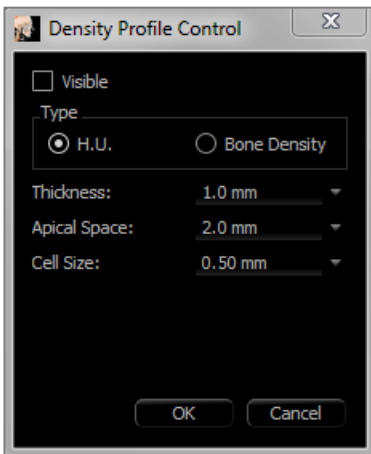 Density Profile Control
Visible
Type
H.U. Bone Density
Thickness: 1.0 mm
Apical Space: 2.0 mm
Cell Size: 0.50 mm
OK Cancel